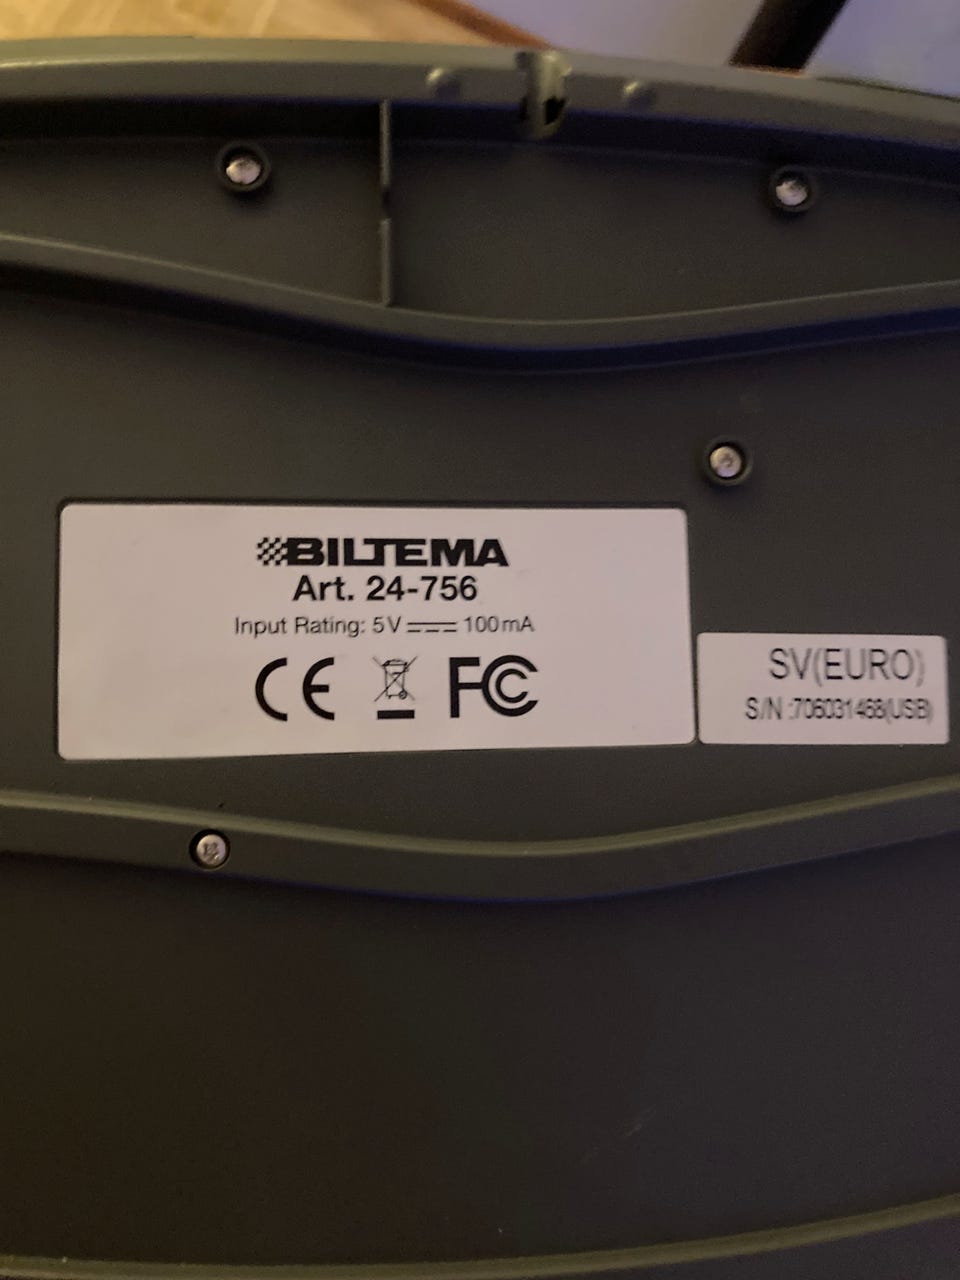 BILTEMA
Art. 24-756
Input Rating: 5V ⎓ 100mA
CE FC
SV(EURO)
S/N :706031468(USB)